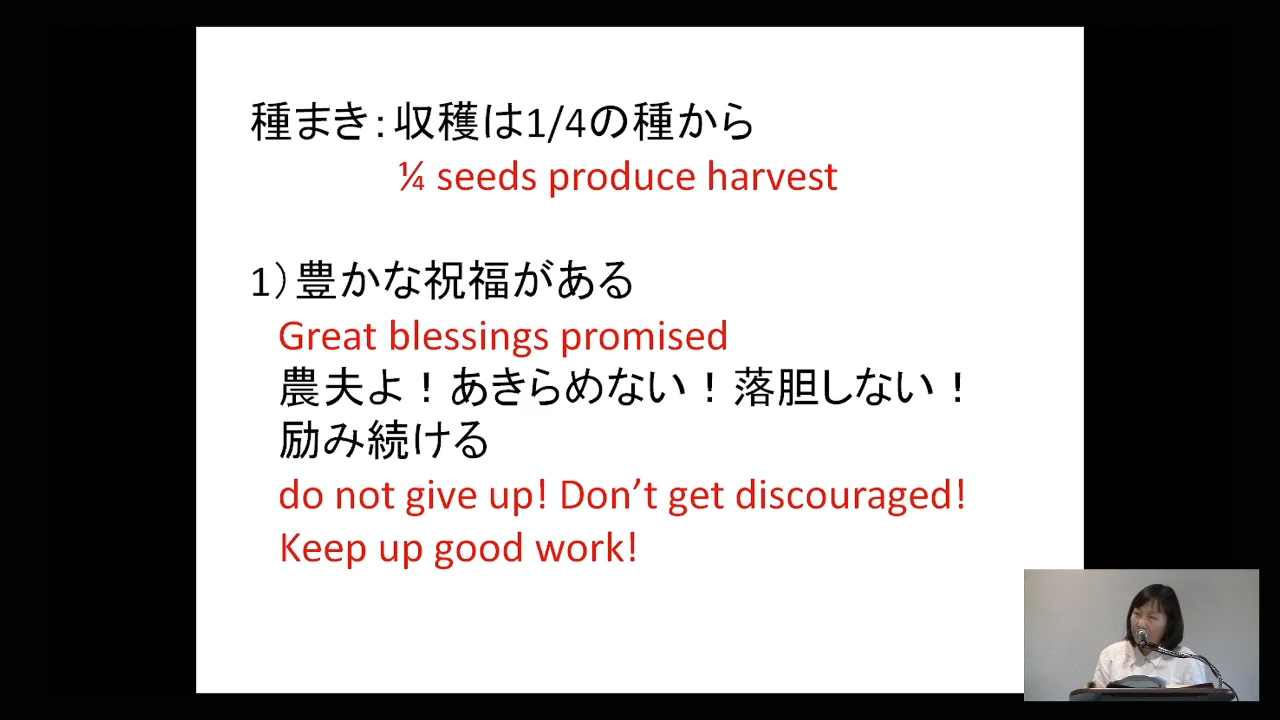 種まき：収穫は1/4の種から
¼ seeds produce harvest
1）豊かな祝福がある
Great blessings promised
農夫よ！あきらめない！落胆しない！
励み続ける
do not give up! Don’t get discouraged!
Keep up good work!